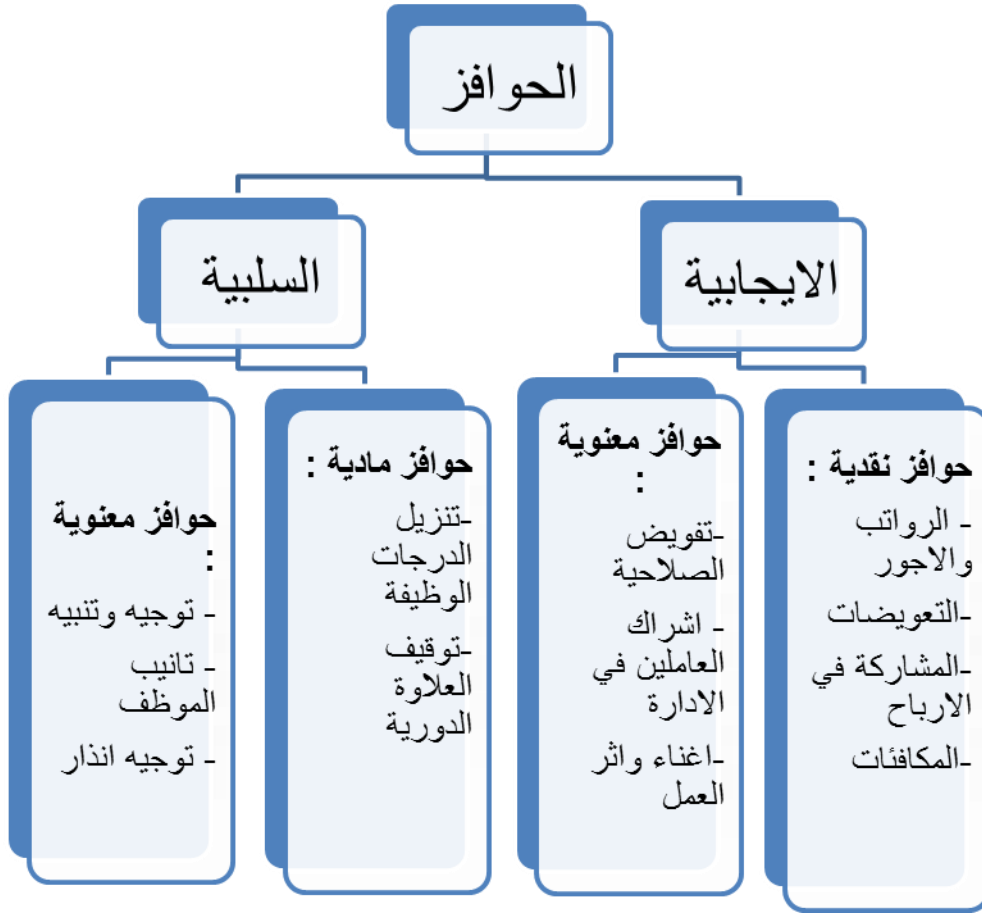 الحوافز
الايجابية
السلبية
حوافز نقدية :
- الرواتب
والاجور
-التعويضات
-المشاركة في
الارباح
-المكافئات
حوافز معنوية
:
-تفويض
الصلاحية
- اشراك
العاملين في
الادارة
-اغناء واثر
العمل
حوافز مادية :
-تنزيل
الدرجات
الوظيفة
-توقيف
العلاوة
الدورية
حوافز معنوية
:
- توجيه وتنبيه
- تانيب
الموظف
- توجيه انذار